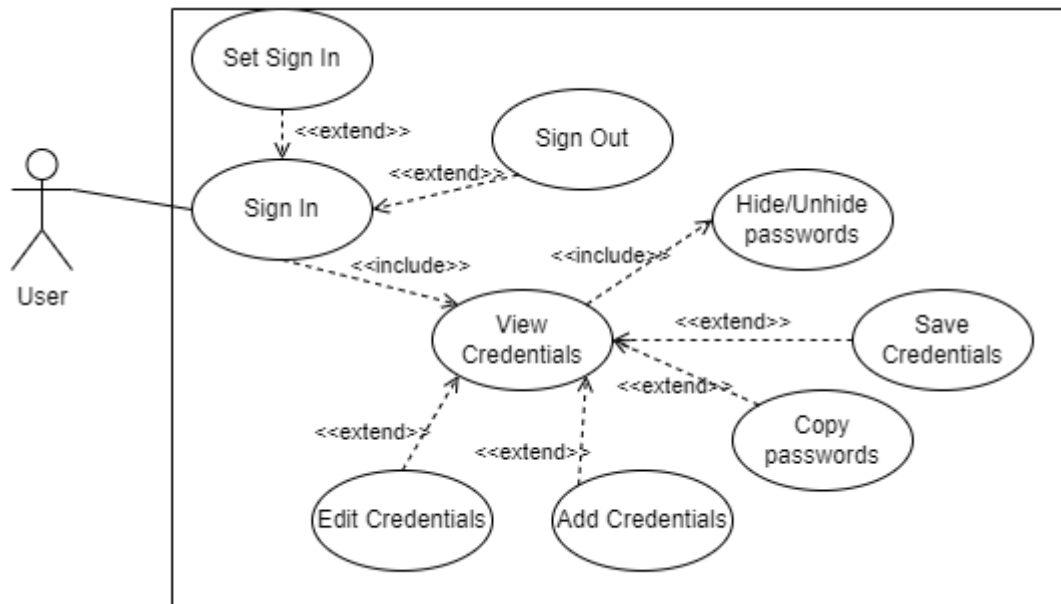 Set Sign In
<<extend>>
Sign Out
<<extend>>
Sign In
Hide/Unhide
passwords
<<include>>
<<include>>
User
View
Credentials
<<extend>>
Save
Credentials
<<extend>>
Copy
passwords
<<extend>>
<<extend>>
Edit Credentials
Add Credentials